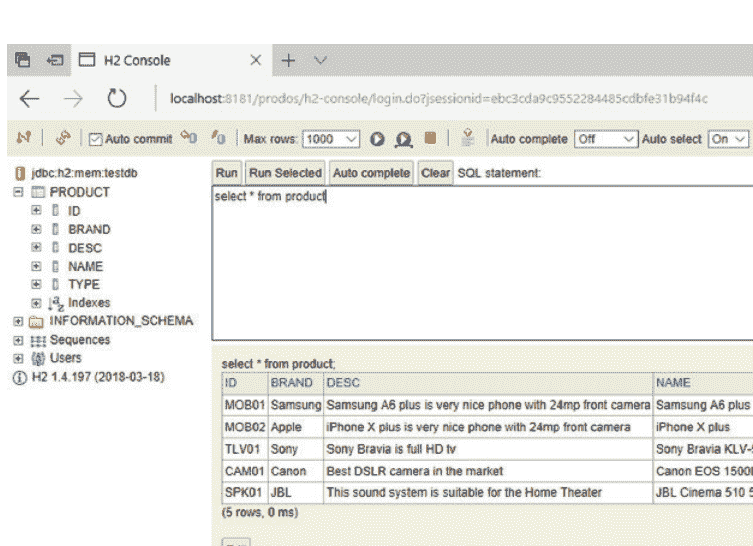 H2 Console
localhost:8181/prodos/h2-console/login.do?jsessionid=ebc3cda9c9552284485cdbfe31b94f4c
Auto commit Max rows: 1000 Auto complete Off Auto select On
jdbc:h2:mem:testdb
PRODUCT
ID
BRAND
DESC
NAME
TYPE
Indexes
INFORMATION_SCHEMA
Sequences
Users
H2 1.4.197 (2018-03-18)
Run Run Selected Auto complete Clear SQL statement:
select * from product
select * from product;
ID BRAND DESC NAME
MOB01 Samsung Samsung A6 plus is very nice phone with 24mp front camera Samsung A6 plus
MOB02 Apple iPhone X plus is very nice phone with 24mp front camera iPhone X plus
TLV01 Sony Sony Bravia is full HD tv Sony Bravia KLV-
CAM01 Canon Best DSLR camera in the market Canon EOS 1500
SPK01 JBL This sound system is suitable for the Home Theater JBL Cinema 510 5
(5 rows, 0 ms)